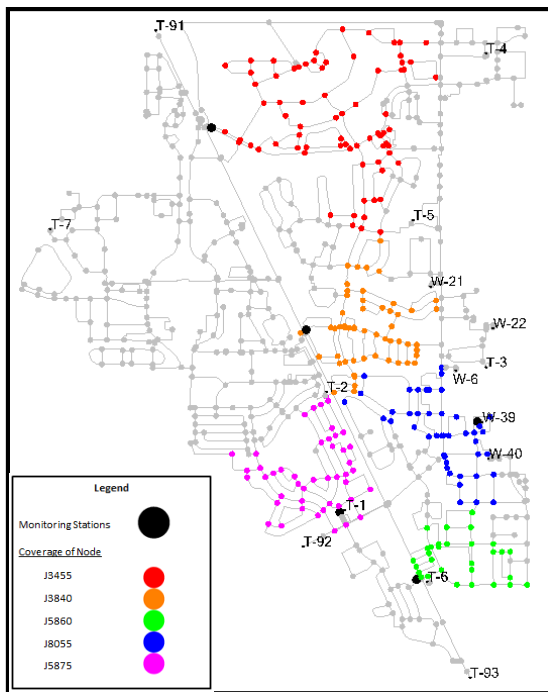 T-91
T-4
T-7
T-5
W-21
W-22
T-3
W-6
T-2
W-39
W-40
T-1
T-92
T-6
T-93
Legend
Monitoring Stations
Coverage of Node
J3455
J3840
J5860
J8055
J5875